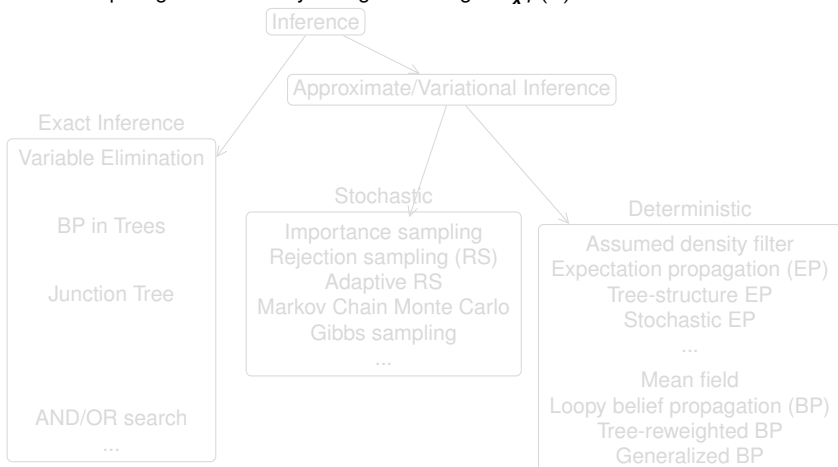 Inference
Approximate/Variational Inference
Exact Inference
Variable Elimination
BP in Trees
Junction Tree
AND/OR search
...
Stochastic
Importance sampling
Rejection sampling (RS)
Adaptive RS
Markov Chain Monte Carlo
Gibbs sampling
...
Deterministic
Assumed density filter
Expectation propagation (EP)
Tree-structure EP
Stochastic EP
...
Mean field
Loopy belief propagation (BP)
Tree-reweighted BP
Generalized BP